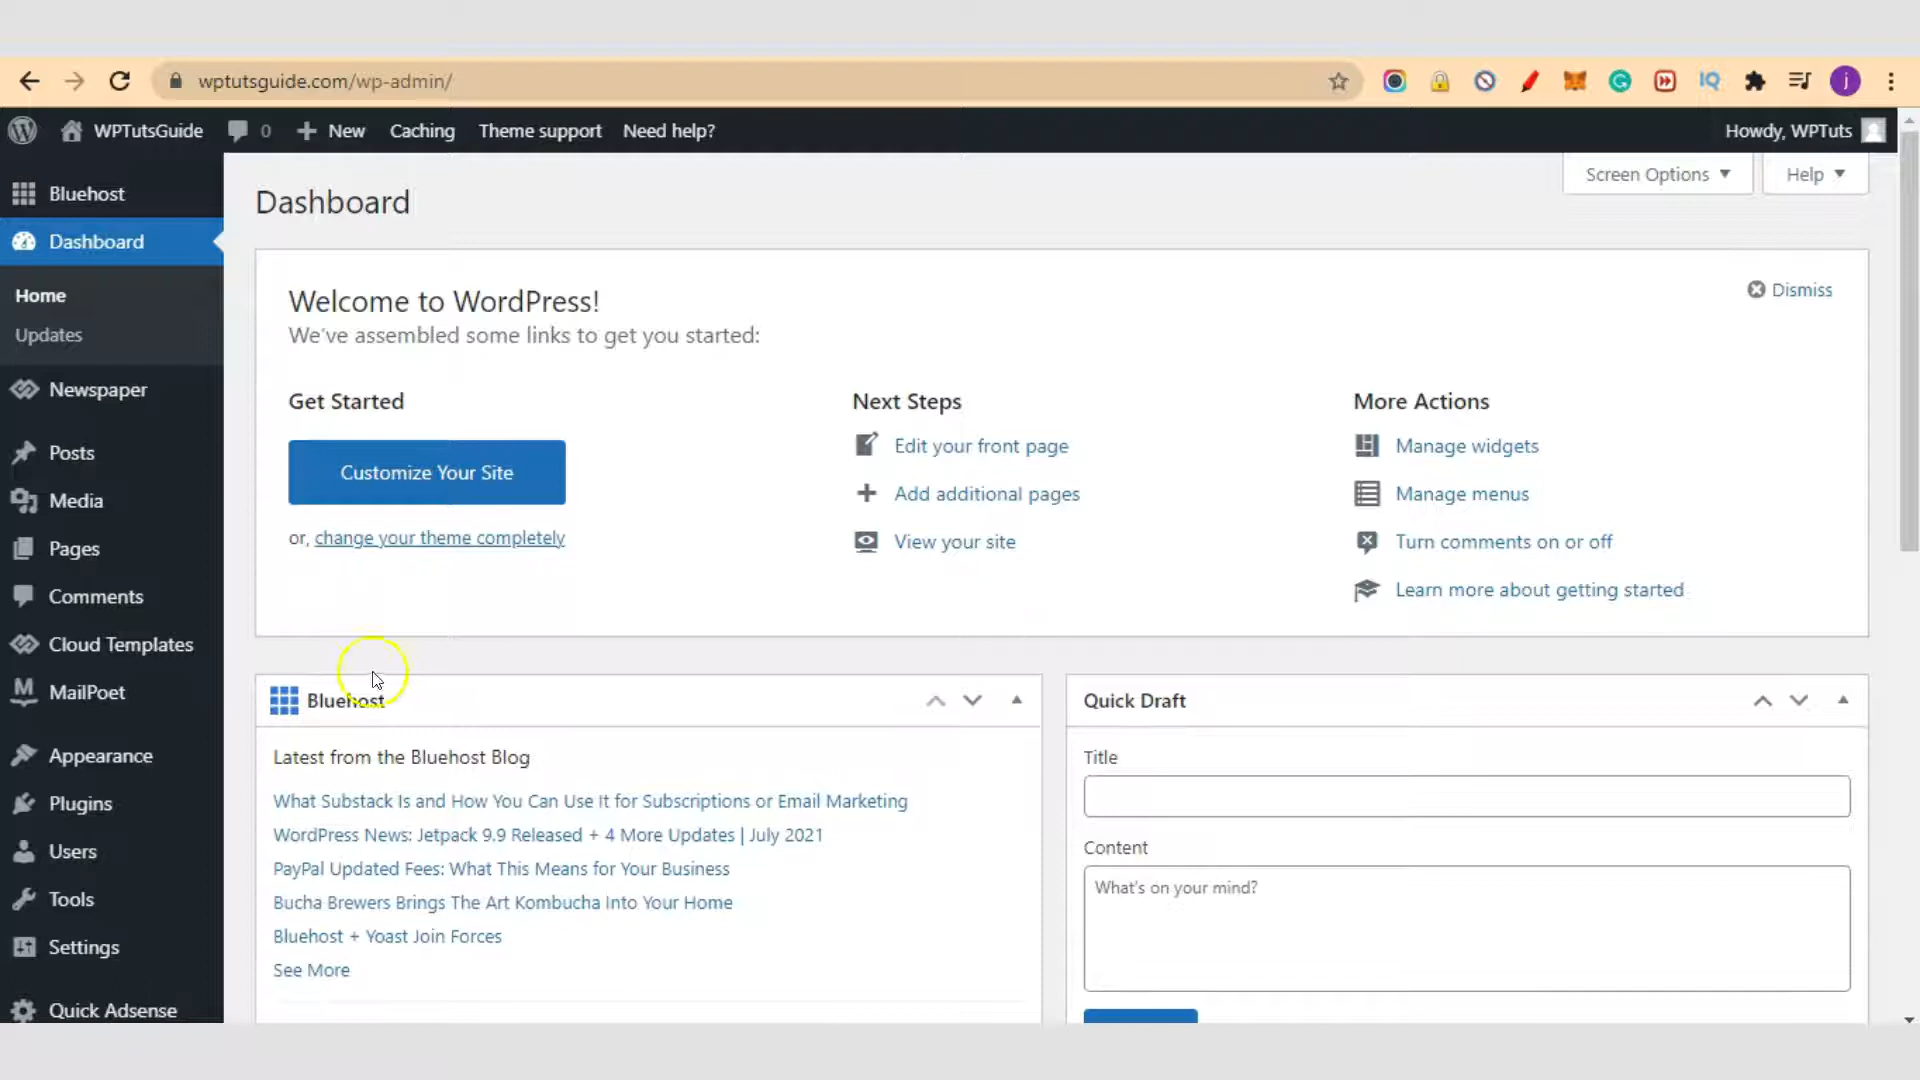 wptutsguide.com/wp-admin/
j
WPTutsGuide 0 New Caching Theme support Need help? Howdy, WPTuts
Bluehost
Dashboard
Home
Updates
Newspaper
Posts
Media
Pages
Comments
Cloud Templates
MailPoet
Appearance
Plugins
Users
Tools
Settings
Quick Adsense
Screen Options
Help
Dashboard
Welcome to WordPress!
We've assembled some links to get you started:
Dismiss
Get Started
Customize Your Site
or, change your theme completely
Next Steps
Edit your front page
Add additional pages
View your site
More Actions
Manage widgets
Manage menus
Turn comments on or off
Learn more about getting started
Bluehost
Latest from the Bluehost Blog
What Substack Is and How You Can Use It for Subscriptions or Email Marketing
WordPress News: Jetpack 9.9 Released + 4 More Updates | July 2021
PayPal Updated Fees: What This Means for Your Business
Bucha Brewers Brings The Art Kombucha Into Your Home
Bluehost + Yoast Join Forces
See More
Quick Draft
Title
Content
What's on your mind?